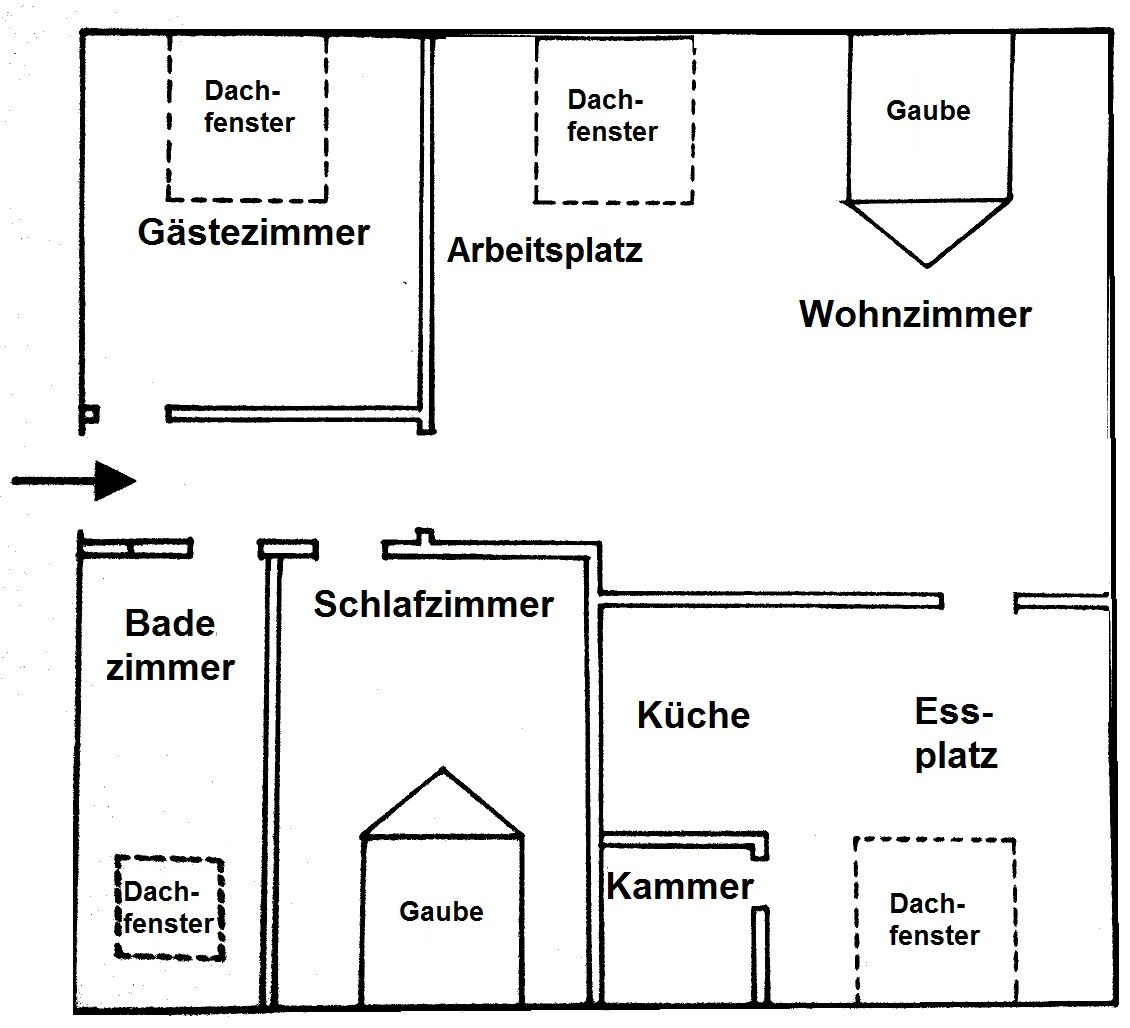 Dach-
fenster
Dach-
fenster
Gaube
Gästezimmer
Arbeitsplatz
Wohnzimmer
Schlafzimmer
Bade
zimmer
Küche
Ess-
platz
Kammer
Dach-
fenster
Gaube
Dach-
fenster